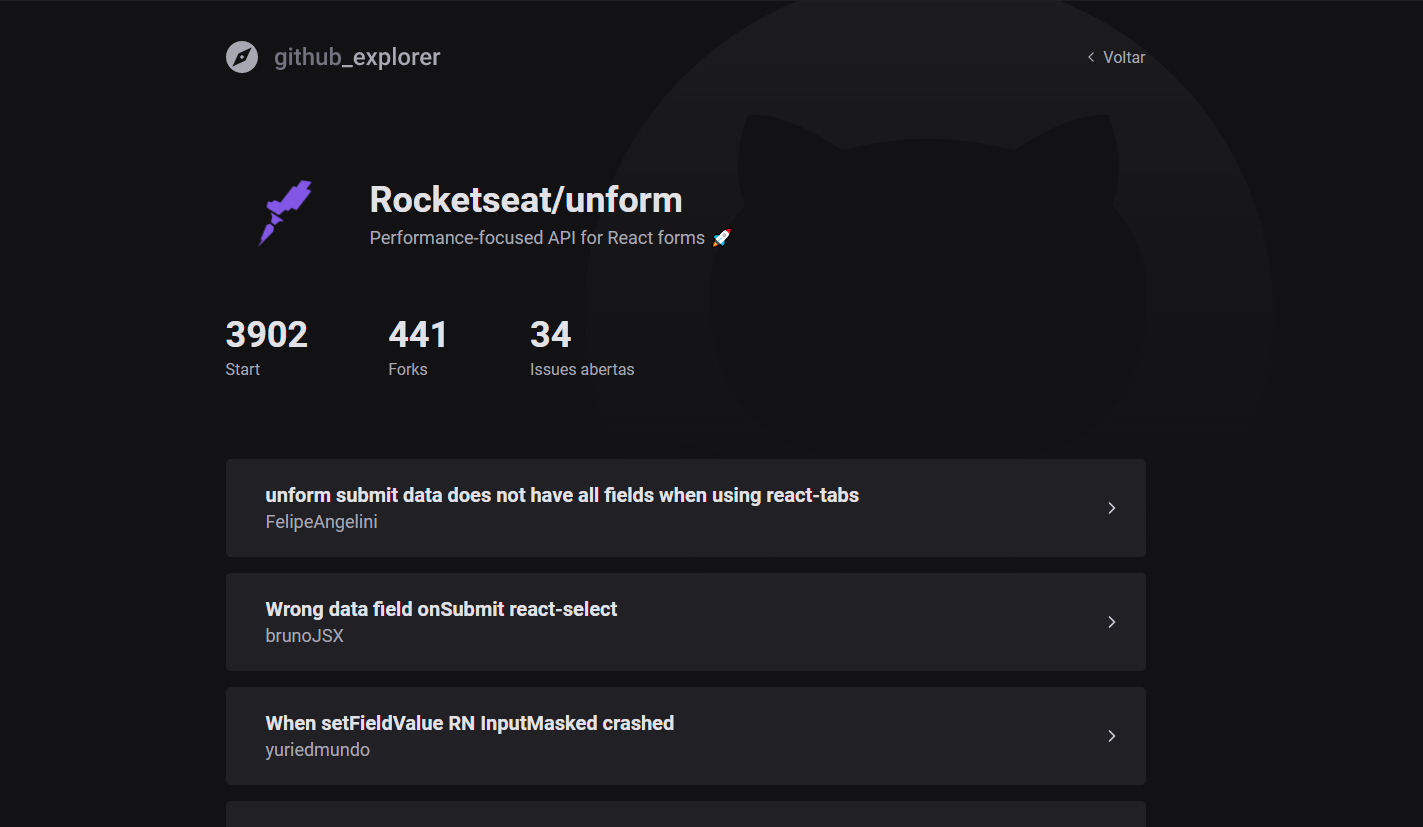 github_explorer
Voltar
Rocketseat/unform
Performance-focused API for React forms 🚀
3902
441
34
Start
Forks
Issues abertas
unform submit data does not have all fields when using react-tabs
FelipeAngelini
Wrong data field onSubmit react-select
brunoJSX
When setFieldValue RN InputMasked crashed
yuriedmundo